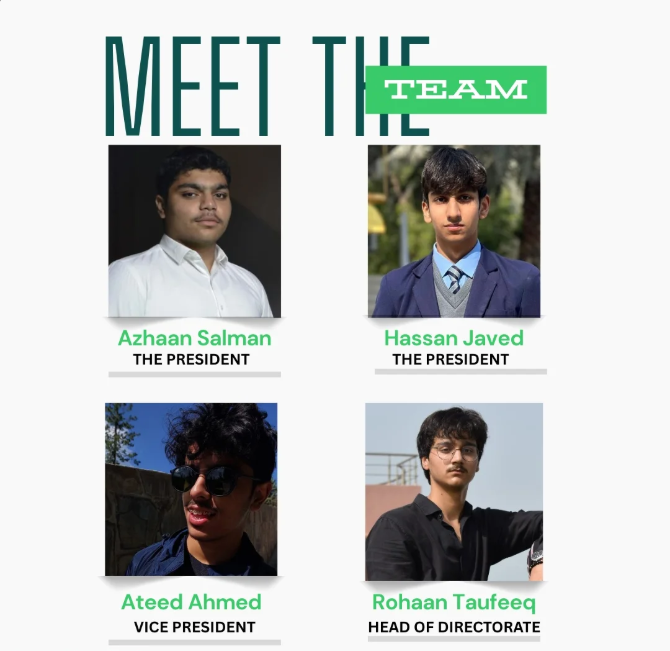 MEET THE
TEAM
Azhaan Salman
THE PRESIDENT
Hassan Javed
THE PRESIDENT
Ateed Ahmed
VICE PRESIDENT
Rohaan Taufeeq
HEAD OF DIRECTORATE